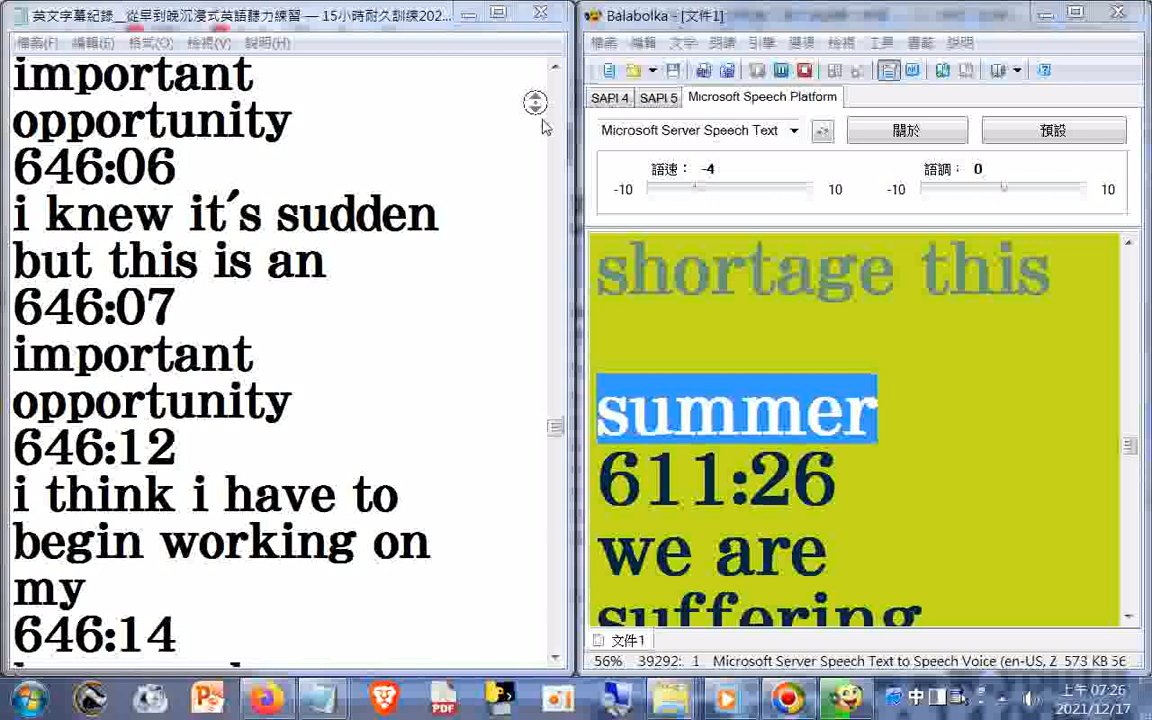 英文字幕紀錄__從早到晚沉浸式英語聽力練習 — 15小時耐久訓練202...
檔案(F) 編輯(E) 格式(O) 檢視(V) 說明(H)
important
opportunity
646:06
i knew it's sudden
but this is an
646:07
important
opportunity
646:12
i think i have to
begin working on
my
646:14
Balabolka - [文件1]
檔案 編輯 文字 朗讀 引擎 選項 檢視 工具 書籤 說明
SAPI 4 SAPI 5 Microsoft Speech Platform
Microsoft Server Speech Text 關於 預設
語速： -4 語調： 0
-10 10 -10 10
shortage this
summer
611:26
we are
suffering
文件1
56% 39292: 1 Microsoft Server Speech Text to Speech Voice (en-US, Z 573 KB 56
中
上午 07:26
2021/12/17